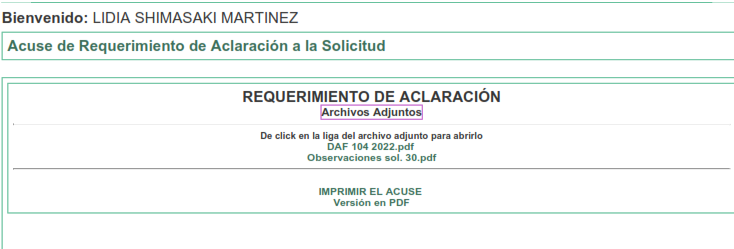 Bienvenido: LIDIA SHIMASAKI MARTINEZ
Acuse de Requerimiento de Aclaración a la Solicitud
REQUERIMIENTO DE ACLARACIÓN
Archivos Adjuntos
De click en la liga del archivo adjunto para abrirlo
DAF 104 2022.pdf
Observaciones sol. 30.pdf
IMPRIMIR EL ACUSE
Versión en PDF